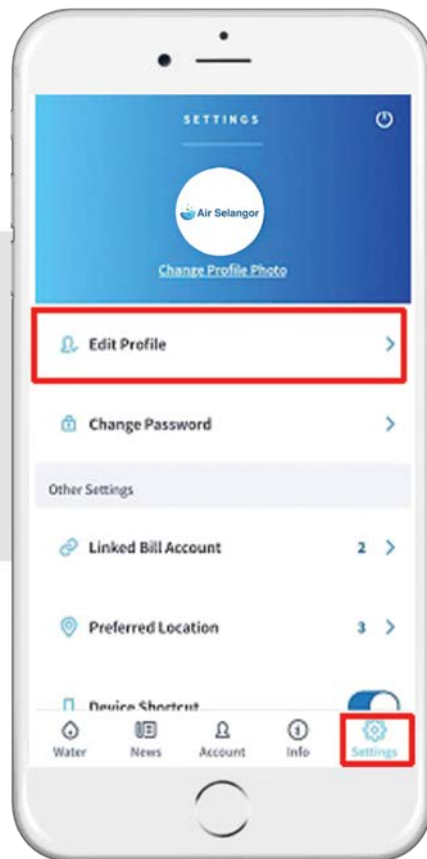 SETTINGS
Air Selangor
Change Profile Photo
Edit Profile
Change Password
Other Settings
Linked Bill Account 2
Preferred Location 3
Device Shortcut
Water News Account Info Settings